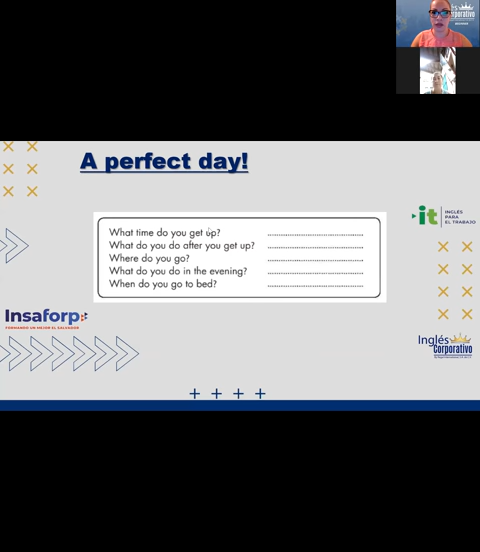 A perfect day!
What time do you get up? ........................................
What do you do after you get up? ........................................
Where do you go? ........................................
What do you do in the evening? ........................................
When do you go to bed? ........................................
it INGLÉS
PARA
EL TRABAJO
Insaforp
FORMANDO UN MEJOR EL SALVADOR
Inglés
Corporativo